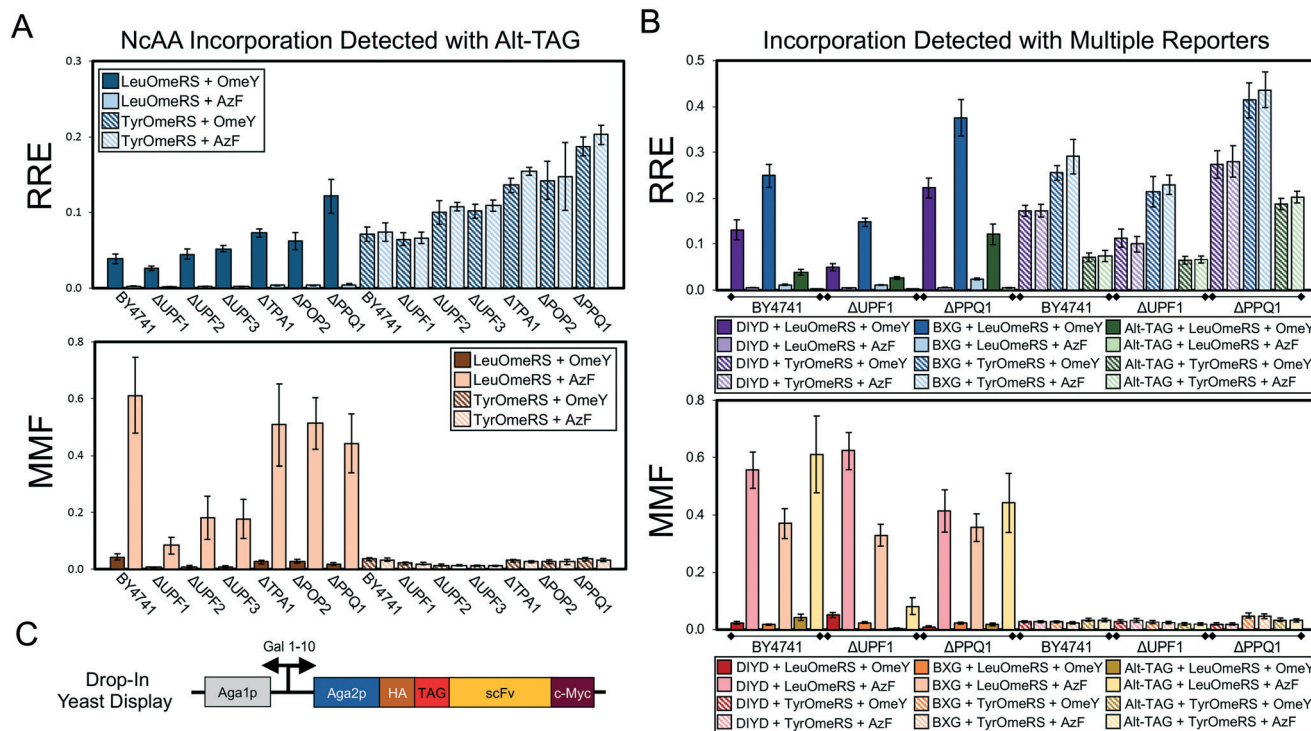 A
NcAA Incorporation Detected with Alt-TAG
0.3
0.2
0.1
0.0
RRE
LeuOmeRS + OmeY
LeuOmeRS + AzF
TyrOmeRS + OmeY
TyrOmeRS + AzF
BY4741
ΔUPF1
ΔUPF2
ΔUPF3
ΔTPA1
ΔPOP2
ΔPPQ1
BY4741
ΔUPF1
ΔUPF2
ΔUPF3
ΔTPA1
ΔPOP2
ΔPPQ1
0.8
0.6
0.4
0.2
0.0
MMF
LeuOmeRS + OmeY
LeuOmeRS + AzF
TyrOmeRS + OmeY
TyrOmeRS + AzF
BY4741
ΔUPF1
ΔUPF2
ΔUPF3
ΔTPA1
ΔPOP2
ΔPPQ1
BY4741
ΔUPF1
ΔUPF2
ΔUPF3
ΔTPA1
ΔPOP2
ΔPPQ1
B
Incorporation Detected with Multiple Reporters
0.5
0.4
0.3
0.2
0.1
0.0
RRE
BY4741 ΔUPF1 ΔPPQ1 BY4741 ΔUPF1 ΔPPQ1
DIYD + LeuOmeRS + OmeY BXG + LeuOmeRS + OmeY Alt-TAG + LeuOmeRS + OmeY
DIYD + LeuOmeRS + AzF BXG + LeuOmeRS + AzF Alt-TAG + LeuOmeRS + AzF
DIYD + TyrOmeRS + OmeY BXG + TyrOmeRS + OmeY Alt-TAG + TyrOmeRS + OmeY
DIYD + TyrOmeRS + AzF BXG + TyrOmeRS + AzF Alt-TAG + TyrOmeRS + AzF
0.8
0.6
0.4
0.2
0.0
MMF
BY4741 ΔUPF1 ΔPPQ1 BY4741 ΔUPF1 ΔPPQ1
DIYD + LeuOmeRS + OmeY BXG + LeuOmeRS + OmeY Alt-TAG + LeuOmeRS + OmeY
DIYD + LeuOmeRS + AzF BXG + LeuOmeRS + AzF Alt-TAG + LeuOmeRS + AzF
DIYD + TyrOmeRS + OmeY BXG + TyrOmeRS + OmeY Alt-TAG + TyrOmeRS + OmeY
DIYD + TyrOmeRS + AzF BXG + TyrOmeRS + AzF Alt-TAG + TyrOmeRS + AzF
C
Drop-In
Yeast Display
Gal 1-10
Aga1p Aga2p HA TAG scFv c-Myc